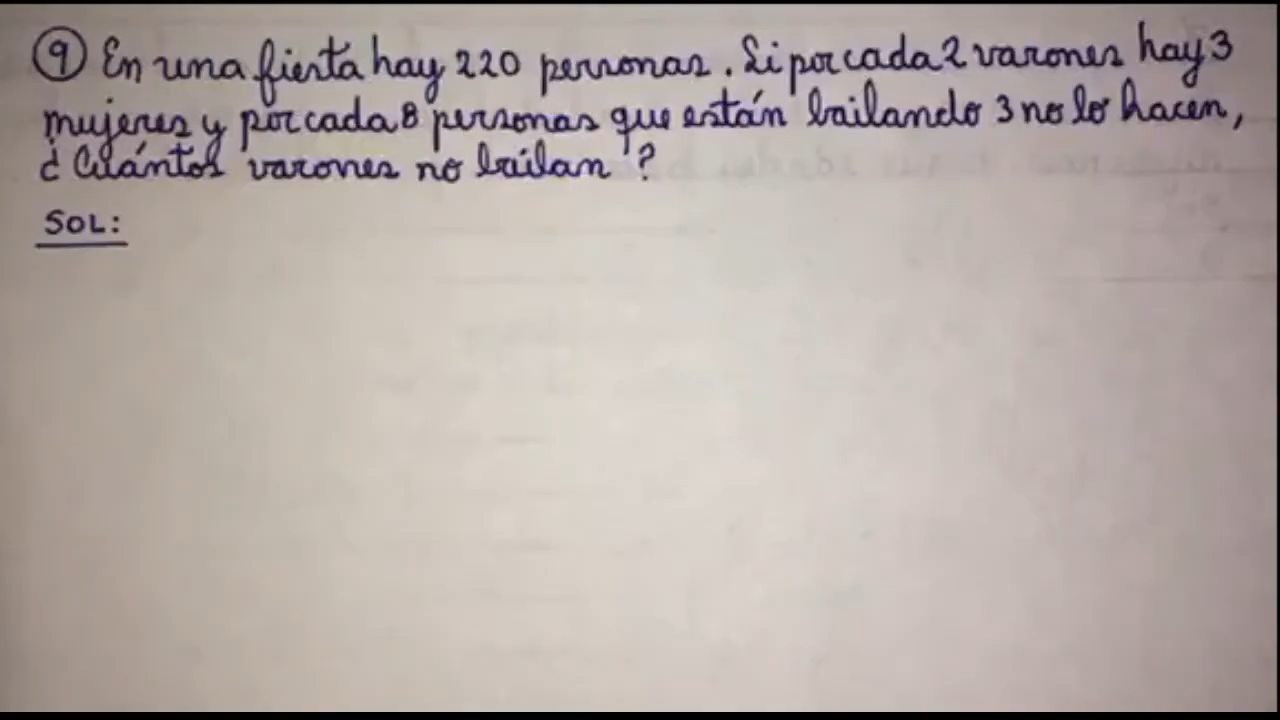 9 En una fiesta hay 220 personas. Si por cada 2 varones hay 3
mujeres y por cada 8 personas que están bailando 3 no lo hacen,
¿Cuántos varones no bailan?
SOL: